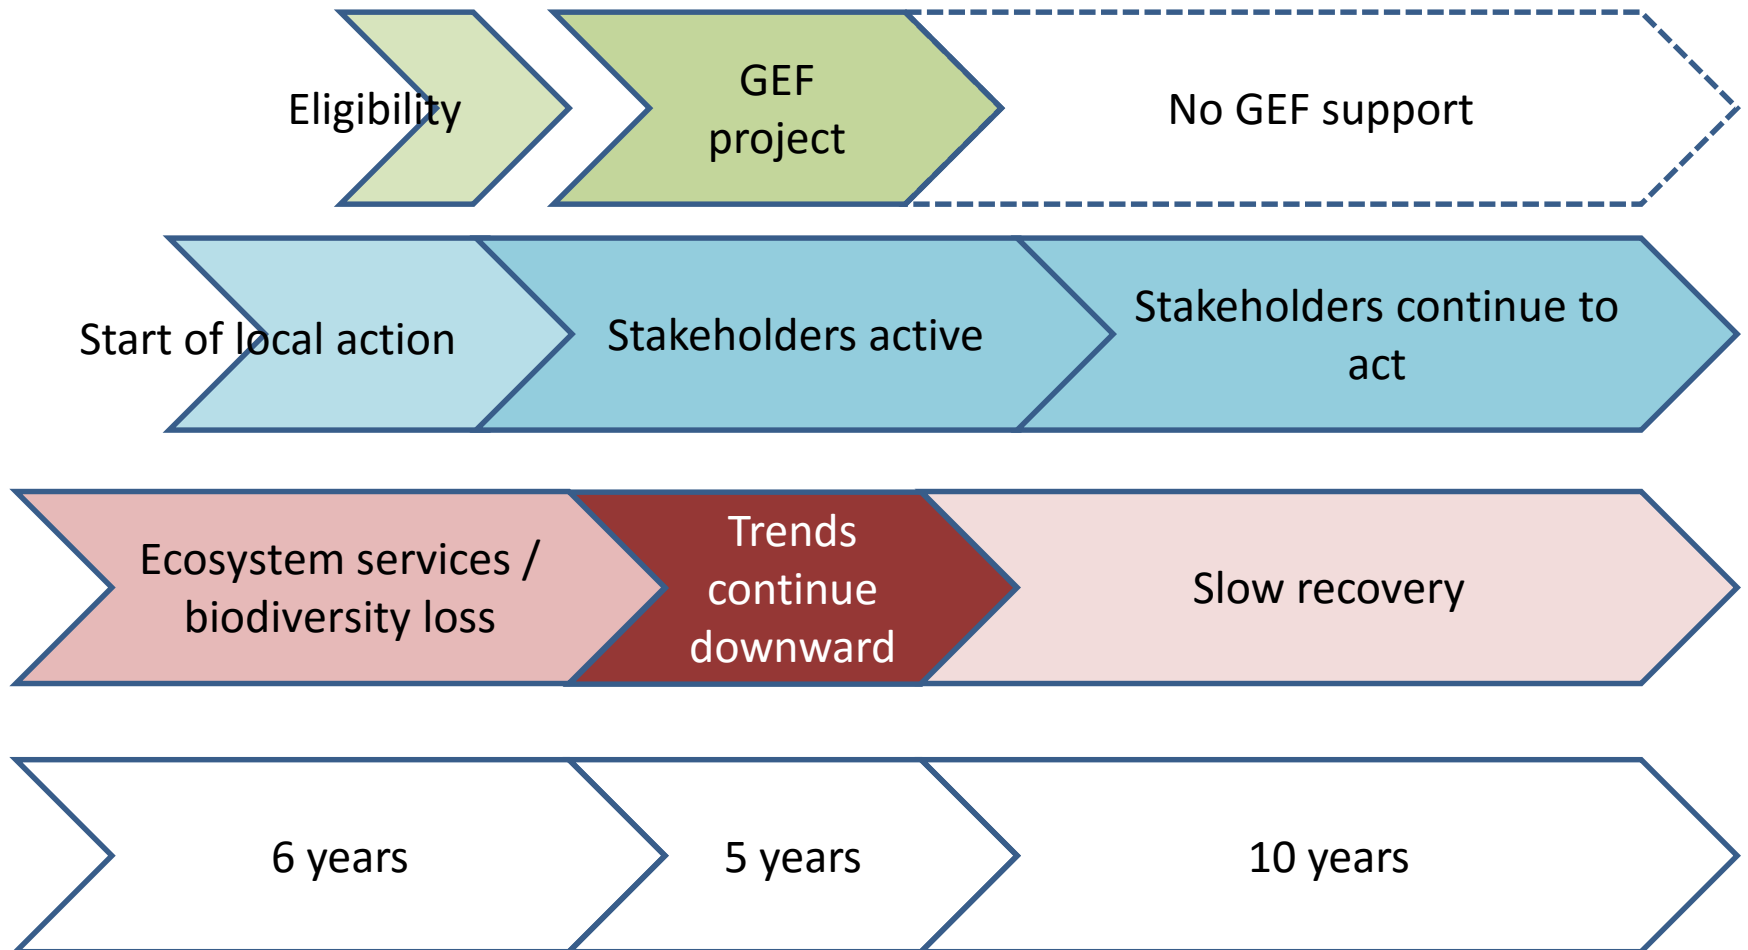 Eligibility
GEF
project
No GEF support
Start of local action
Stakeholders active
Stakeholders continue to
act
Ecosystem services /
biodiversity loss
Trends
continue
downward
Slow recovery
6 years
5 years
10 years